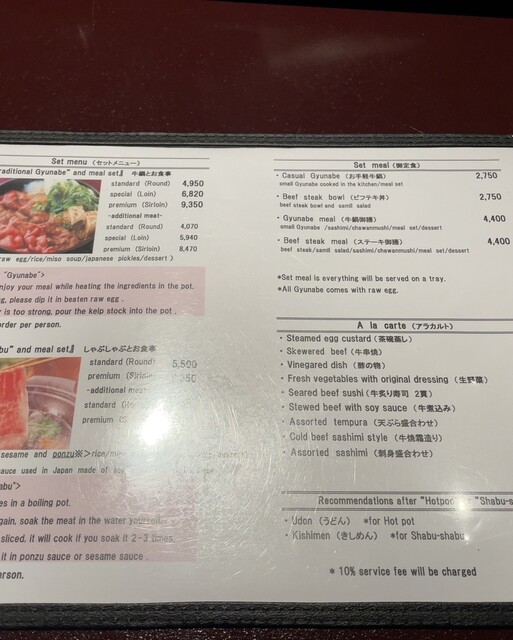 Set menu (セットメニュー)
raditional Gyunabe" and meal set』 牛鍋とお食事
standard (Round) 4,950
special (Loin) 6,820
premium (Sirloin) 9,350
-additional meat-
standard (Round) 4,070
special (Loin) 5,940
premium (Sirloin) 8,470
raw egg/rice/miso soup/japanese pickles/dessert )
"Gyunabe">
enjoy your meal while heating the ingredients in the pot.
g, please dip it in beaten raw egg .
r is too strong, pour the kelp stock into the pot .
order per person.
bu" and meal set』 しゃぶしゃぶとお食事
standard (Round) 5,500
premium (Sirloin)
-additional meat-
standard
premium
sesame and ponzu※>rice/
sauce used in Japan made of
abu">
es in a boiling pot.
gain, soak the meat in the water yourself.
sliced, it will cook if you soak it 2-3 times.
it in ponzu sauce or sesame sauce .
erson.
Set meal (御定食)
・Casual Gyunabe (お手軽牛鍋) 2,750
small Gyunabe cooked in the kitchen/meal set
・Beef steak bowl (ビフテキ丼) 2,750
beef steak bowl and samll salad
・Gyunabe meal (牛鍋御膳) 4,400
small Gyunabe /sashimi/chawanmushi/meal set/dessert
・Beef steak meal (ステーキ御膳) 4,400
beef steak/samll salad/sashimi/chawanmushi/meal set/dessert
*Set meal is everything will be served on a tray.
*All Gyunabe comes with raw egg.
A la carte (アラカルト)
・Steamed egg custard (茶碗蒸し)
・Skewered beef (牛串焼)
・Vinegared dish (酢の物)
・Fresh vegetables with original dressing (生野菜)
・Seared beef sushi (牛炙り寿司 2貫)
・Stewed beef with soy sauce (牛煮込み)
・Assorted tempura (天ぷら盛合わせ)
・Cold beef sashimi style (牛焼霜造り)
・Assorted sashimi (刺身盛合わせ)
Recommendations after "Hotpot" "Shabu-s
・Udon (うどん) *for Hot pot
・Kishimen (きしめん) *for Shabu-shabu
* 10% service fee will be charged